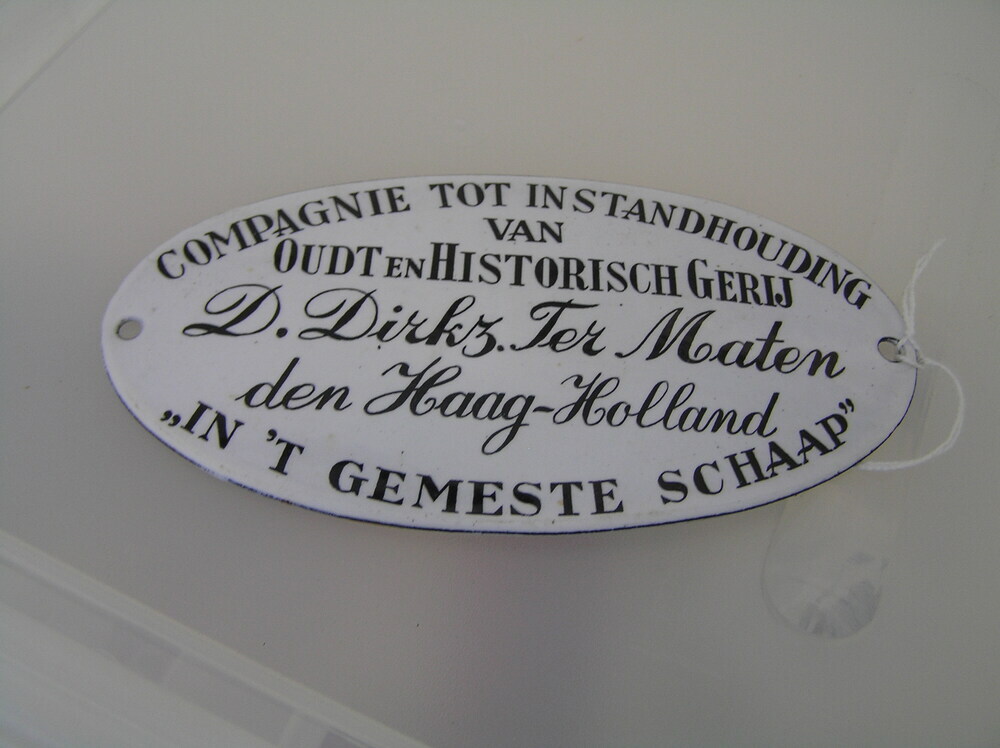 COMPAGNIE TOT INSTANDHOUDING
VAN
OUDT EN HISTORISCH GERIJ
D. Dirkz. Ter Maten
den Haag-Holland
„IN 'T GEMESTE SCHAAP”